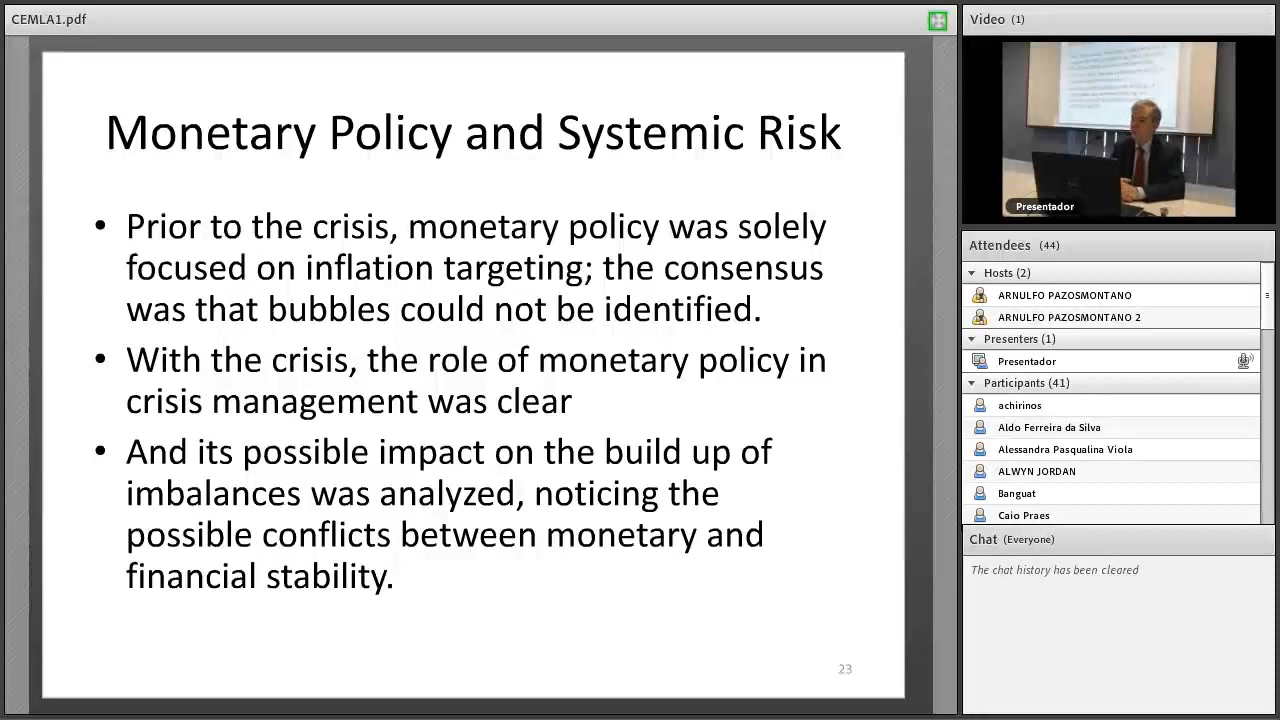 CEMLA1.pdf
Monetary Policy and Systemic Risk
• Prior to the crisis, monetary policy was solely
focused on inflation targeting; the consensus
was that bubbles could not be identified.
• With the crisis, the role of monetary policy in
crisis management was clear
• And its possible impact on the build up of
imbalances was analyzed, noticing the
possible conflicts between monetary and
financial stability.
23
Video (1)
Presentador
Attendees (44)
Hosts (2)
ARNULFO PAZOSMONTANO
ARNULFO PAZOSMONTANO 2
Presenters (1)
Presentador
Participants (41)
achirinos
Aldo Ferreira da Silva
Alessandra Pasqualina Viola
ALWYN JORDAN
Banguat
Caio Praes
Chat (Everyone)
The chat history has been cleared